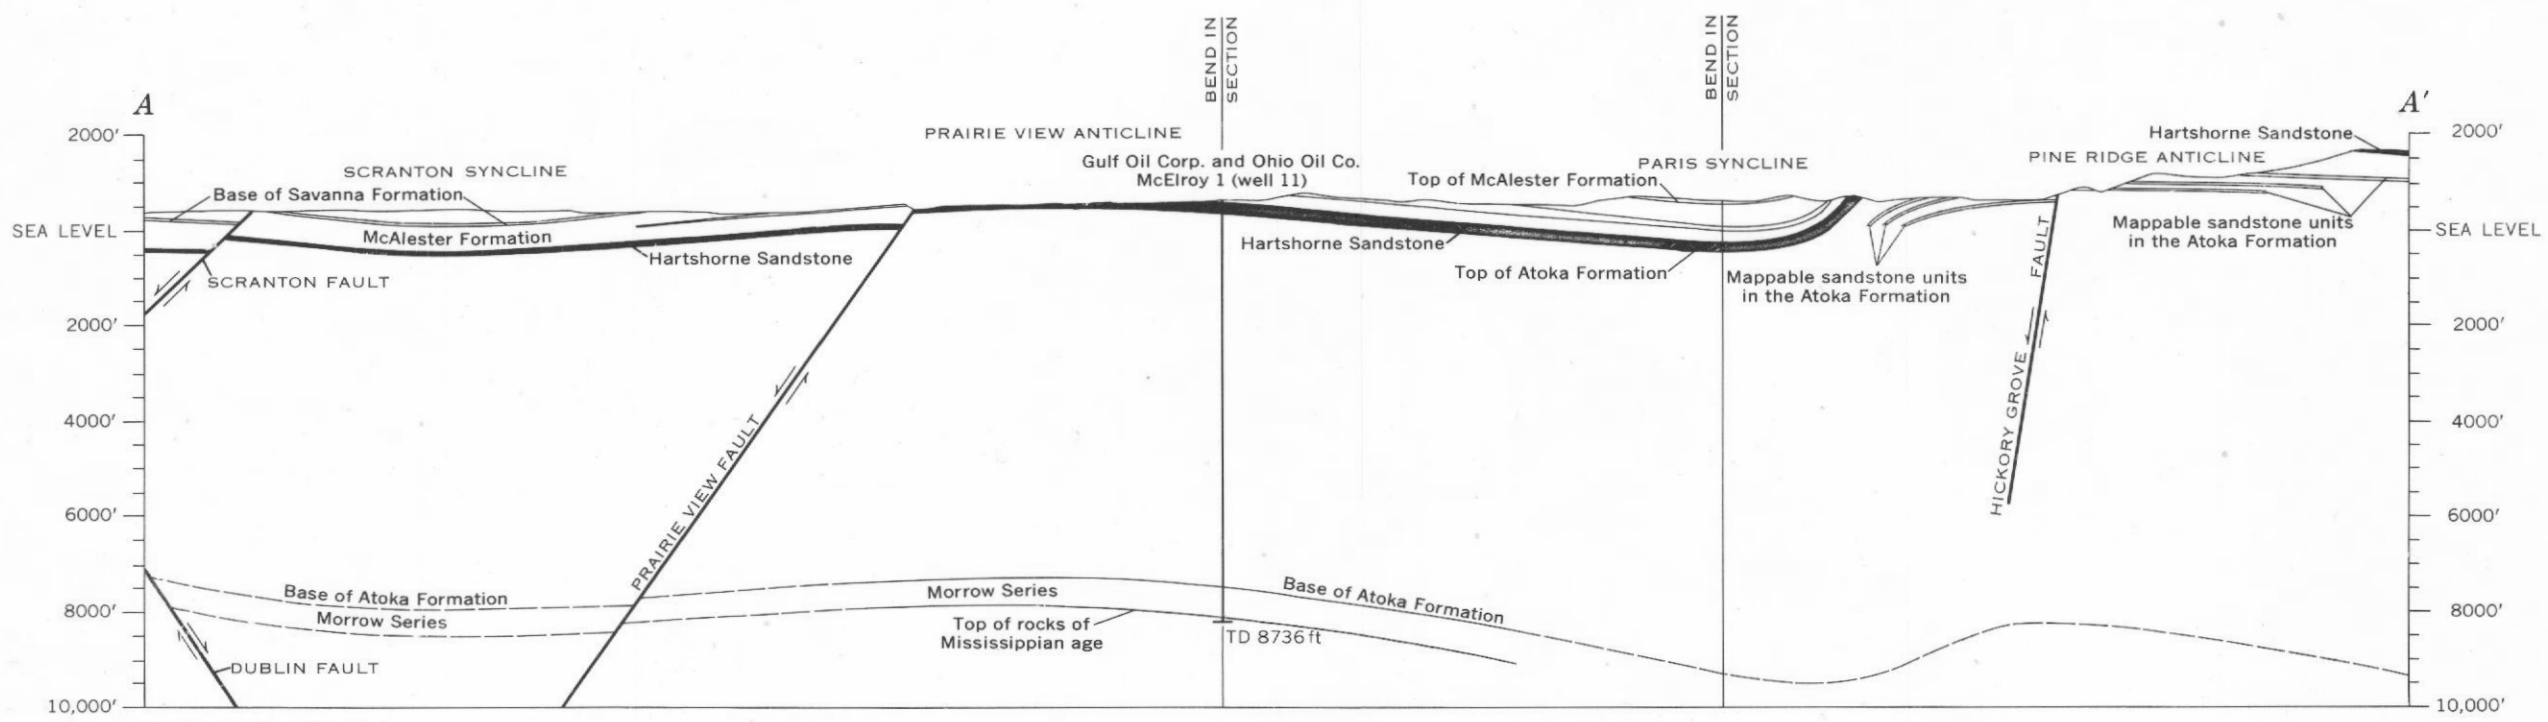 BEND IN
SECTION
BEND IN
SECTION
A
A′
2000′
PRAIRIE VIEW ANTICLINE
Hartshorne Sandstone
2000′
SCRANTON SYNCLINE
Gulf Oil Corp. and Ohio Oil Co.
McElroy 1 (well 11)
PARIS SYNCLINE
PINE RIDGE ANTICLINE
Base of Savanna Formation
Top of McAlester Formation
SEA LEVEL
McAlester Formation
Hartshorne Sandstone
Hartshorne Sandstone
Top of Atoka Formation
Mappable sandstone units
in the Atoka Formation
Mappable sandstone units
in the Atoka Formation
SEA LEVEL
SCRANTON FAULT
2000′
2000′
HICKORY GROVE FAULT
4000′
4000′
PRAIRIE VIEW FAULT
6000′
6000′
Base of Atoka Formation
Morrow Series
Morrow Series
Base of Atoka Formation
8000′
8000′
Top of rocks of
Mississippian age
TD 8736 ft
DUBLIN FAULT
10,000′
10,000′